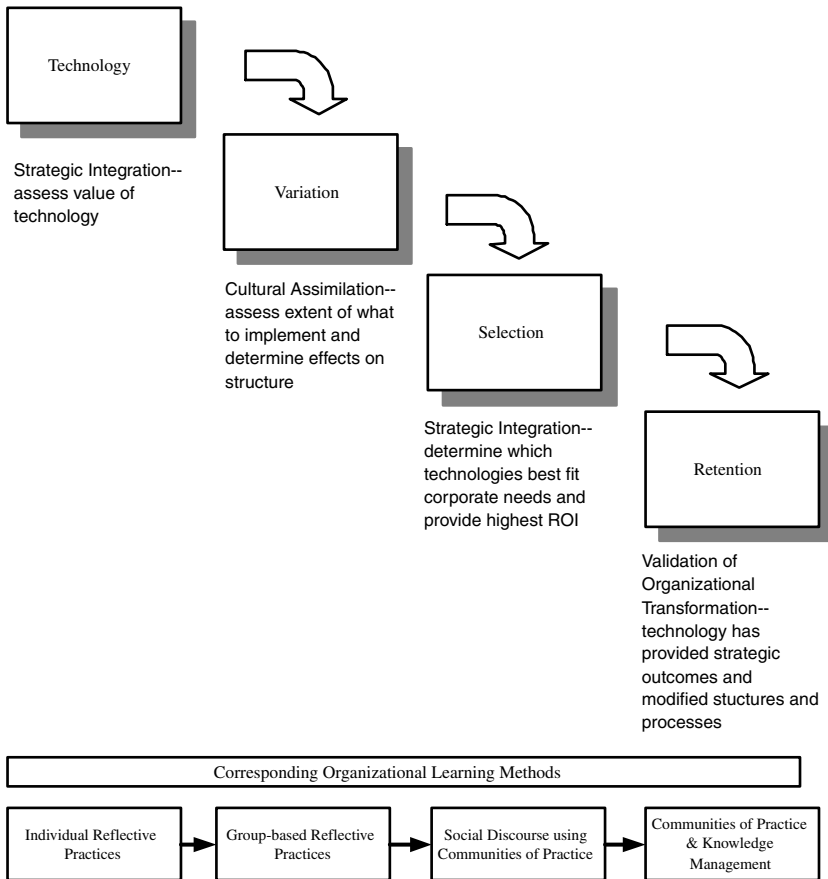 Technology
Strategic Integration--
assess value of
technology
Variation
Cultural Assimilation--
assess extent of what
to implement and
determine effects on
structure
Selection
Strategic Integration--
determine which
technologies best fit
corporate needs and
provide highest ROI
Retention
Validation of
Organizational
Transformation--
technology has
provided strategic
outcomes and
modified stuctures and
processes
Corresponding Organizational Learning Methods
Individual Reflective
Practices
Group-based Reflective
Practices
Social Discourse using
Communities of Practice
Communities of Practice
& Knowledge
Management